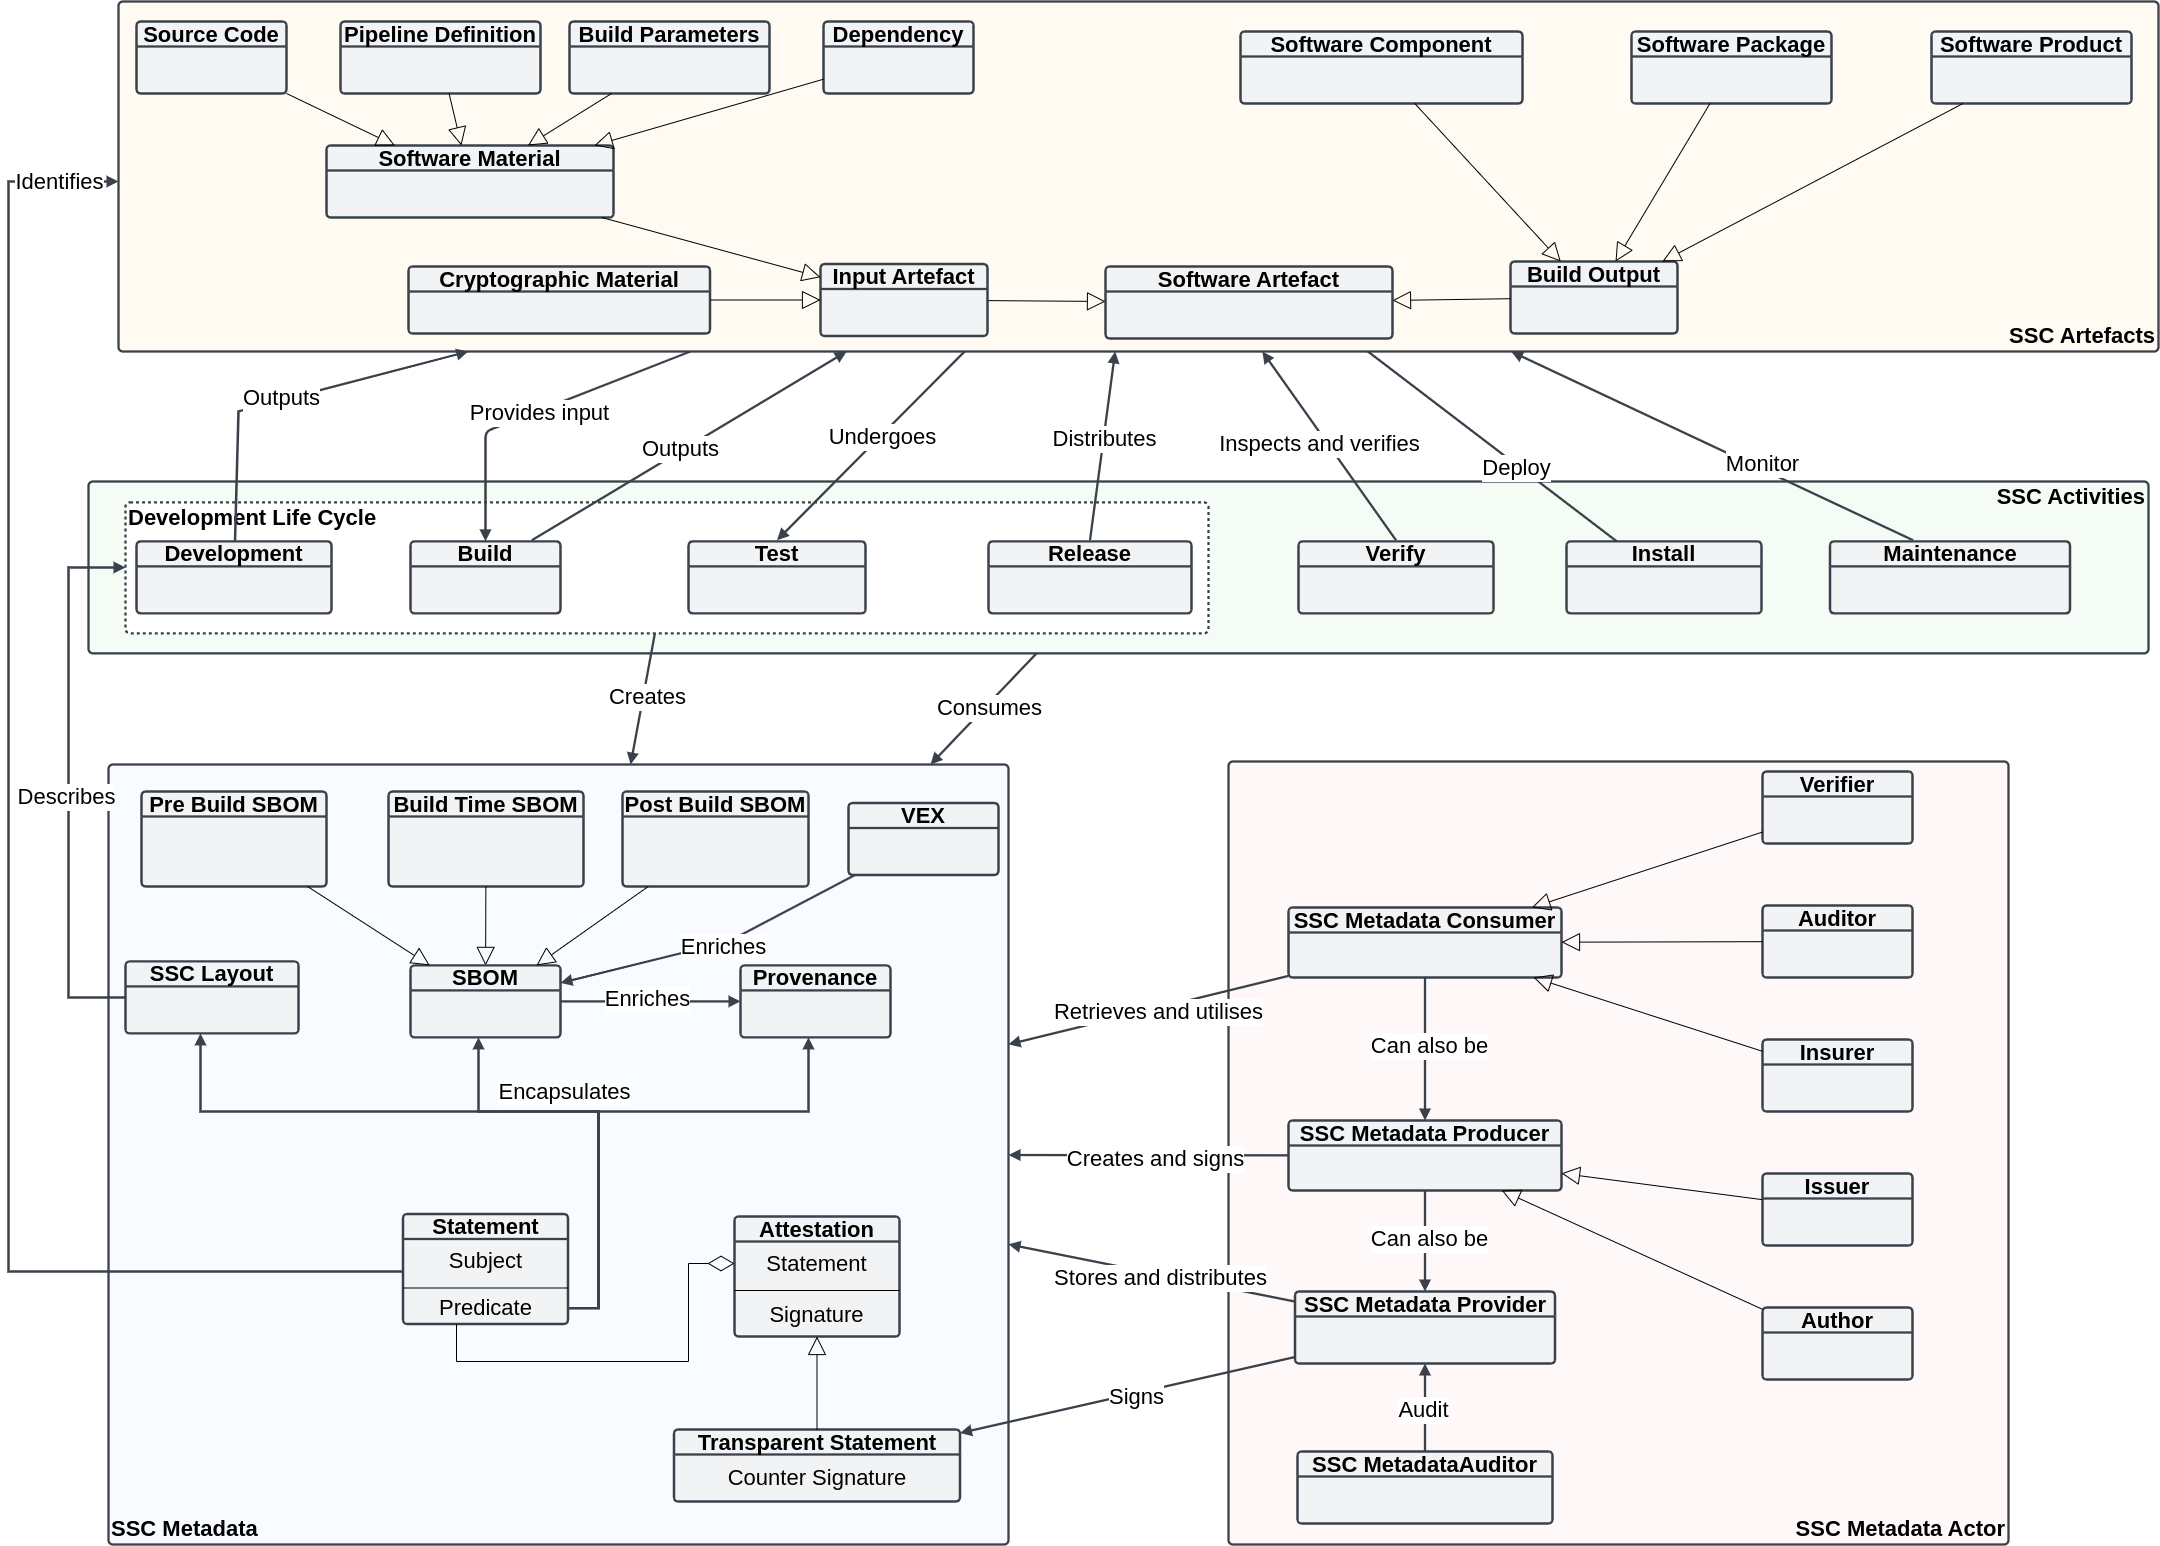 Source Code
Pipeline Definition
Build Parameters
Dependency
Software Component
Software Package
Software Product
Software Material
Identifies
Cryptographic Material
Input Artefact
Software Artefact
Build Output
SSC Artefacts
Outputs
Provides input
Outputs
Undergoes
Distributes
Inspects and verifies
Deploy
Monitor
SSC Activities
Development Life Cycle
Development
Build
Test
Release
Verify
Install
Maintenance
Creates
Consumes
Describes
Pre Build SBOM
Build Time SBOM
Post Build SBOM
VEX
Enriches
SSC Layout
SBOM
Enriches
Provenance
Encapsulates
Statement
Subject
Predicate
Attestation
Statement
Signature
Transparent Statement
Counter Signature
SSC Metadata
Retrieves and utilises
Creates and signs
Stores and distributes
Signs
Verifier
SSC Metadata Consumer
Auditor
Can also be
Insurer
SSC Metadata Producer
Issuer
Can also be
SSC Metadata Provider
Author
Audit
SSC MetadataAuditor
SSC Metadata Actor